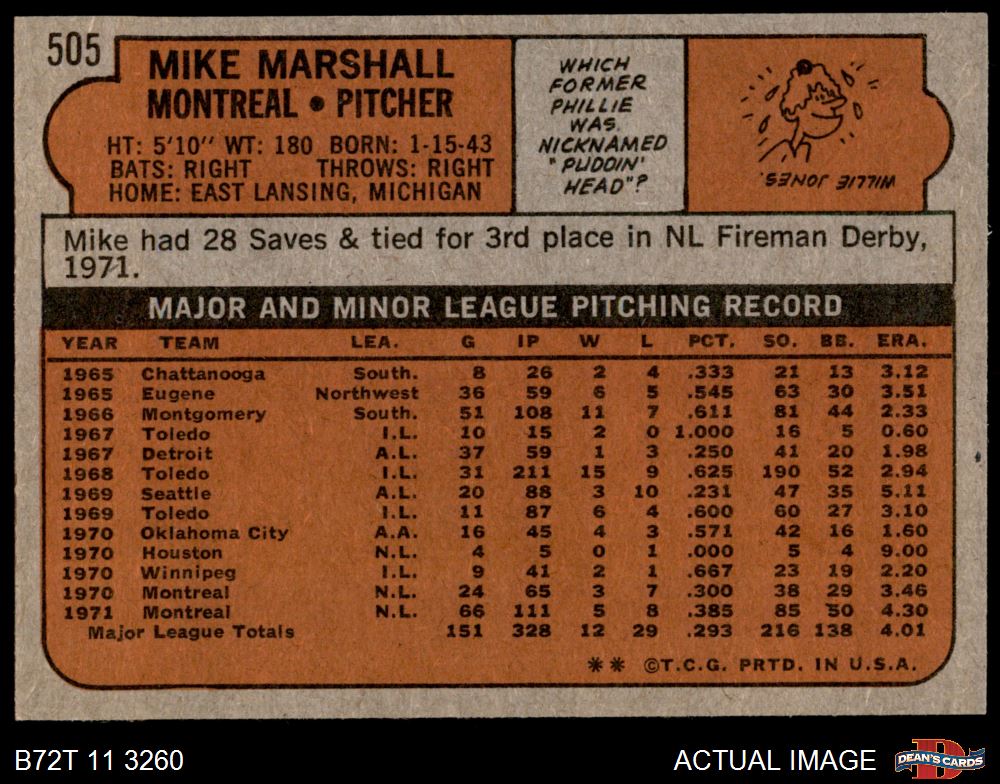 505
MIKE MARSHALL
MONTREAL • PITCHER
HT: 5'10" WT: 180 BORN: 1-15-43
BATS: RIGHT THROWS: RIGHT
HOME: EAST LANSING, MICHIGAN
WHICH
FORMER
PHILLIE
WAS
NICKNAMED
"PUDDIN'
HEAD"?
WILLIE JONES.
Mike had 28 Saves & tied for 3rd place in NL Fireman Derby,
1971.
MAJOR AND MINOR LEAGUE PITCHING RECORD
YEAR TEAM LEA. G IP W L PCT. SO. BB. ERA.
1965 Chattanooga South. 8 26 2 4 .333 21 13 3.12
1965 Eugene Northwest 36 59 6 5 .545 63 30 3.51
1966 Montgomery South. 51 108 11 7 .611 81 44 2.33
1967 Toledo I.L. 10 15 2 0 1.000 16 5 0.60
1967 Detroit A.L. 37 59 1 3 .250 41 20 1.98
1968 Toledo I.L. 31 211 15 9 .625 190 52 2.94
1969 Seattle A.L. 20 88 3 10 .231 47 35 5.11
1969 Toledo I.L. 11 87 6 4 .600 60 27 3.10
1970 Oklahoma City A.A. 16 45 4 3 .571 42 16 1.60
1970 Houston N.L. 4 5 0 1 .000 5 4 9.00
1970 Winnipeg I.L. 9 41 2 1 .667 23 19 2.20
1970 Montreal N.L. 24 65 3 7 .300 38 29 3.46
1971 Montreal N.L. 66 111 5 8 .385 85 50 4.30
Major League Totals 151 328 12 29 .293 216 138 4.01
** ©T.C.G. PRTD. IN U.S.A.
B72T 11 3260
ACTUAL IMAGE
D
DEAN'S CARDS